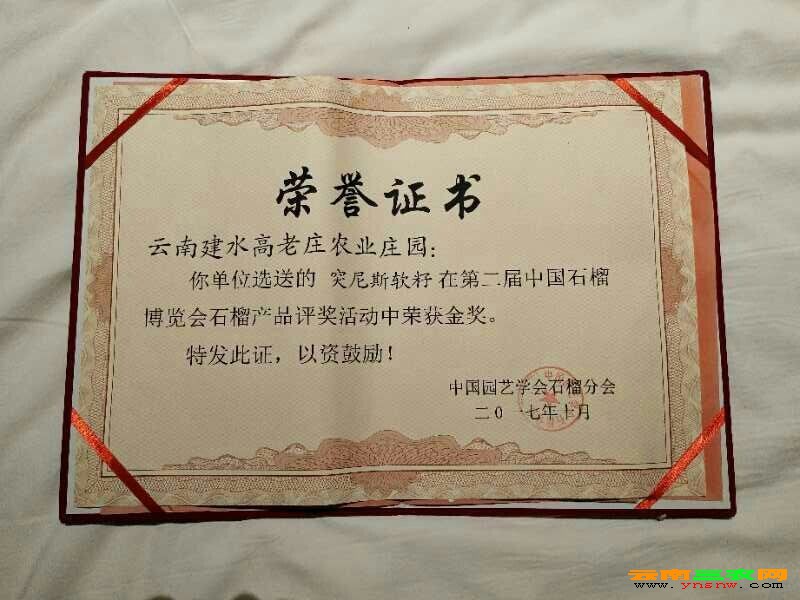 荣誉证书
云南建水高老庄农业庄园：
你单位选送的 突尼斯软籽 在第二届中国石榴
博览会石榴产品评奖活动中荣获金奖。
特发此证，以资鼓励！
中国园艺学会石榴分会
二0一七年十月
www.ynsnw.com